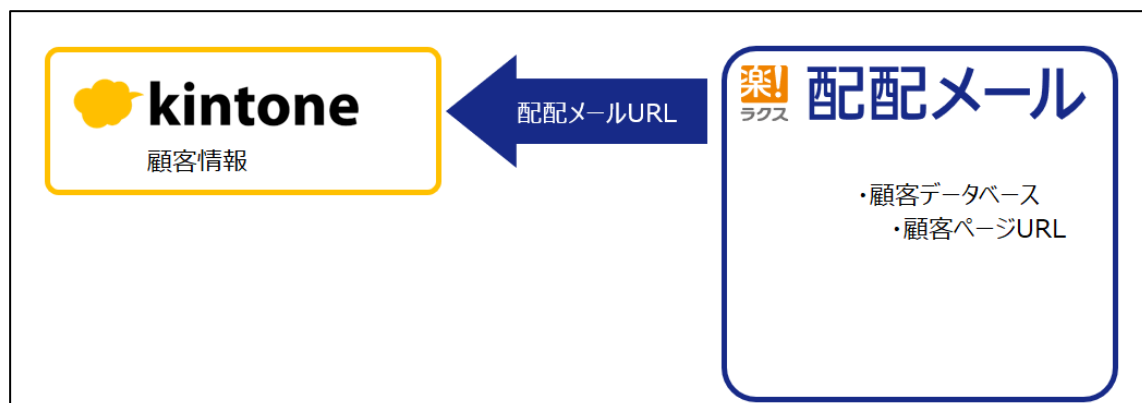 kintone
顧客情報
配配メールURL
楽!
ラクス
配配メール
・顧客データベース
・顧客ページURL